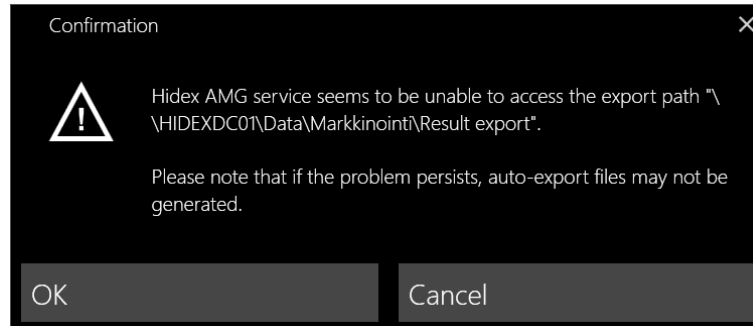 Confirmation
Hidex AMG service seems to be unable to access the export path "\
\HIDEXDC01\Data\Markkinointi\Result export".
Please note that if the problem persists, auto-export files may not be
generated.
OK
Cancel